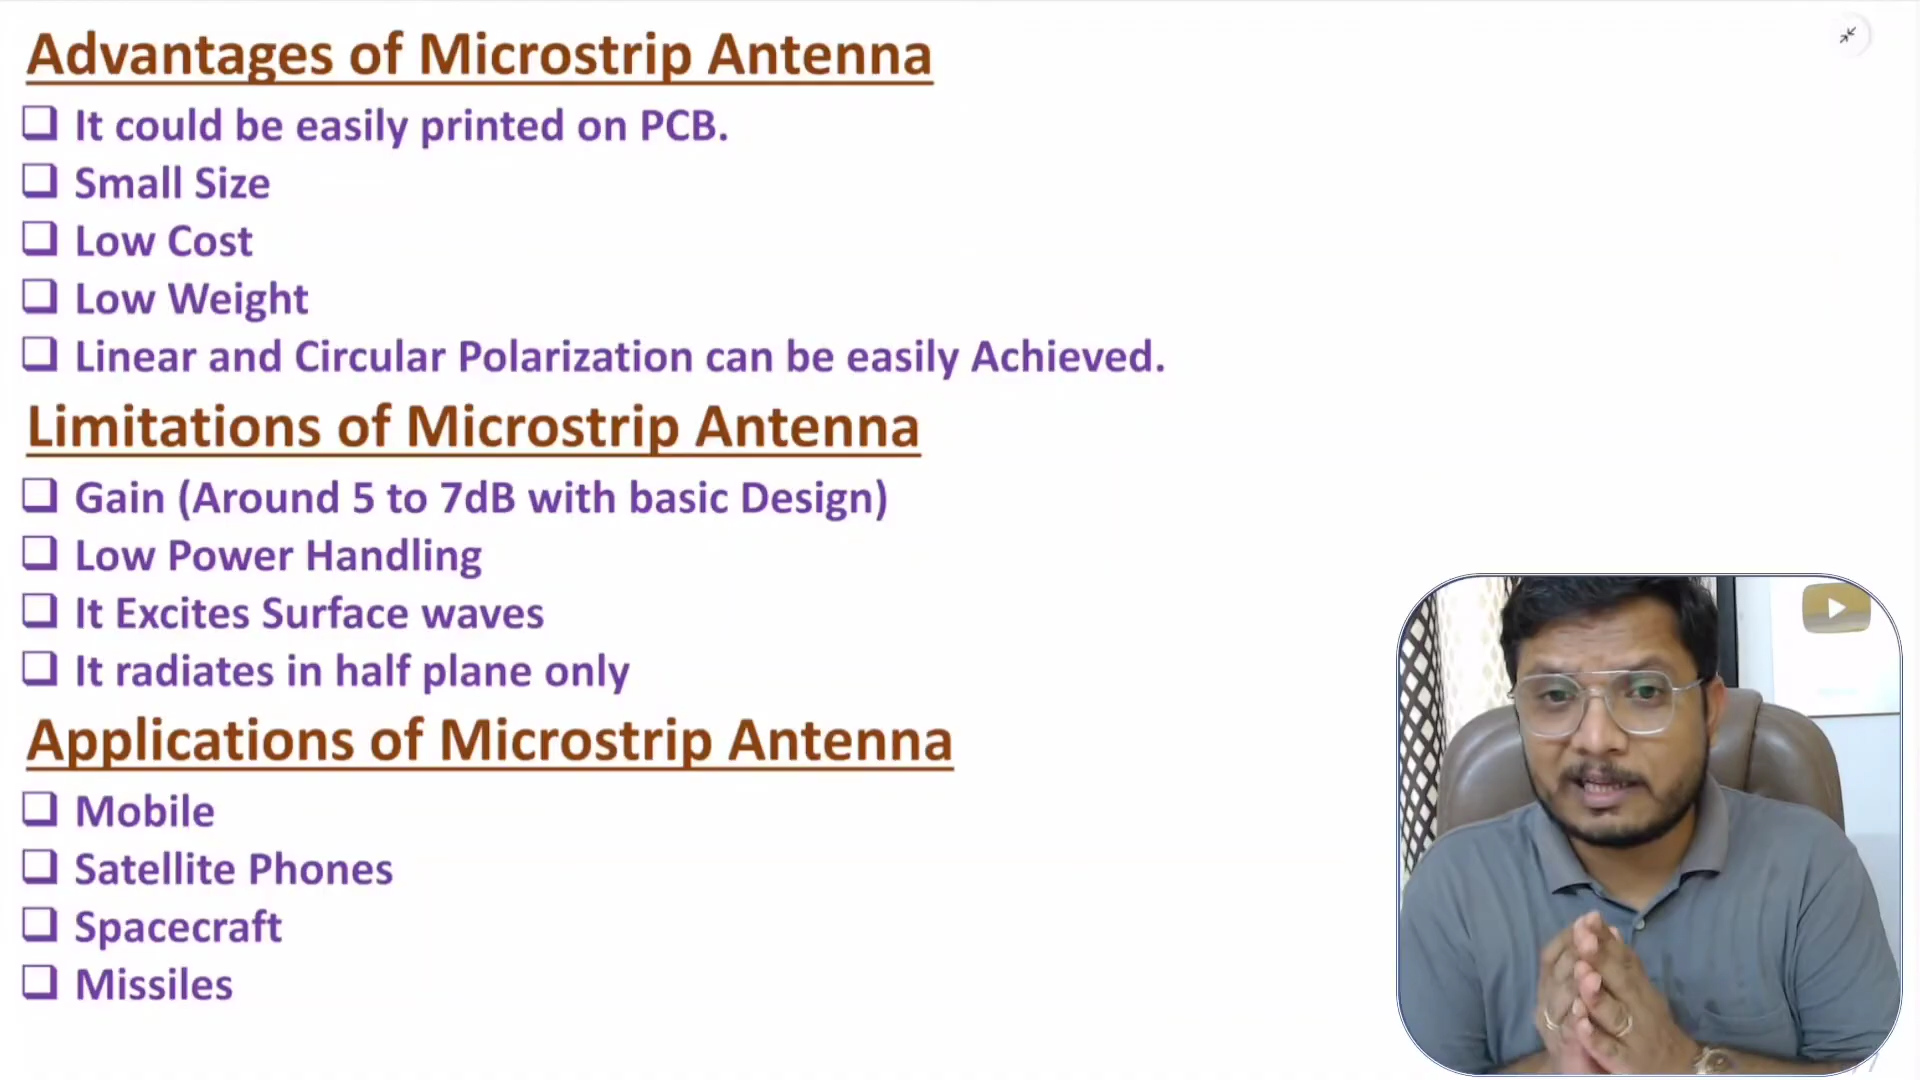 Advantages of Microstrip Antenna
It could be easily printed on PCB.
Small Size
Low Cost
Low Weight
Linear and Circular Polarization can be easily Achieved.
Limitations of Microstrip Antenna
Gain (Around 5 to 7dB with basic Design)
Low Power Handling
It Excites Surface waves
It radiates in half plane only
Applications of Microstrip Antenna
Mobile
Satellite Phones
Spacecraft
Missiles